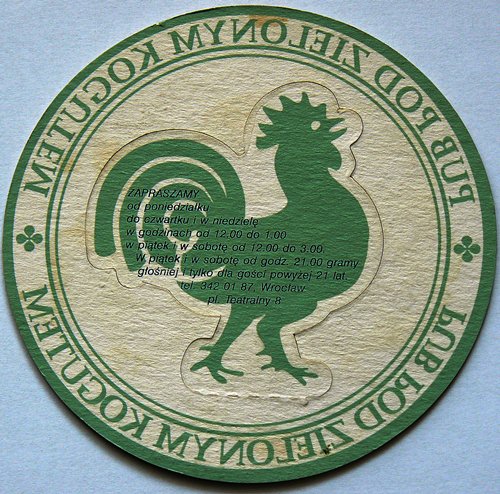 PUB POD ZIELONYM KOGUTEM
ZAPRASZAMY
od poniedziałku
do czwartku i w niedzielę
w godzinach od 12.00 do 1.00
w piątek i w sobotę od 12.00 do 3.00.
W piątek i w sobotę od godz. 21.00 gramy
głośniej i tylko dla gości powyżej 21 lat.
tel. 342 01 87, Wrocław
pl. Teatralny 8
PUB POD ZIELONYM KOGUTEM